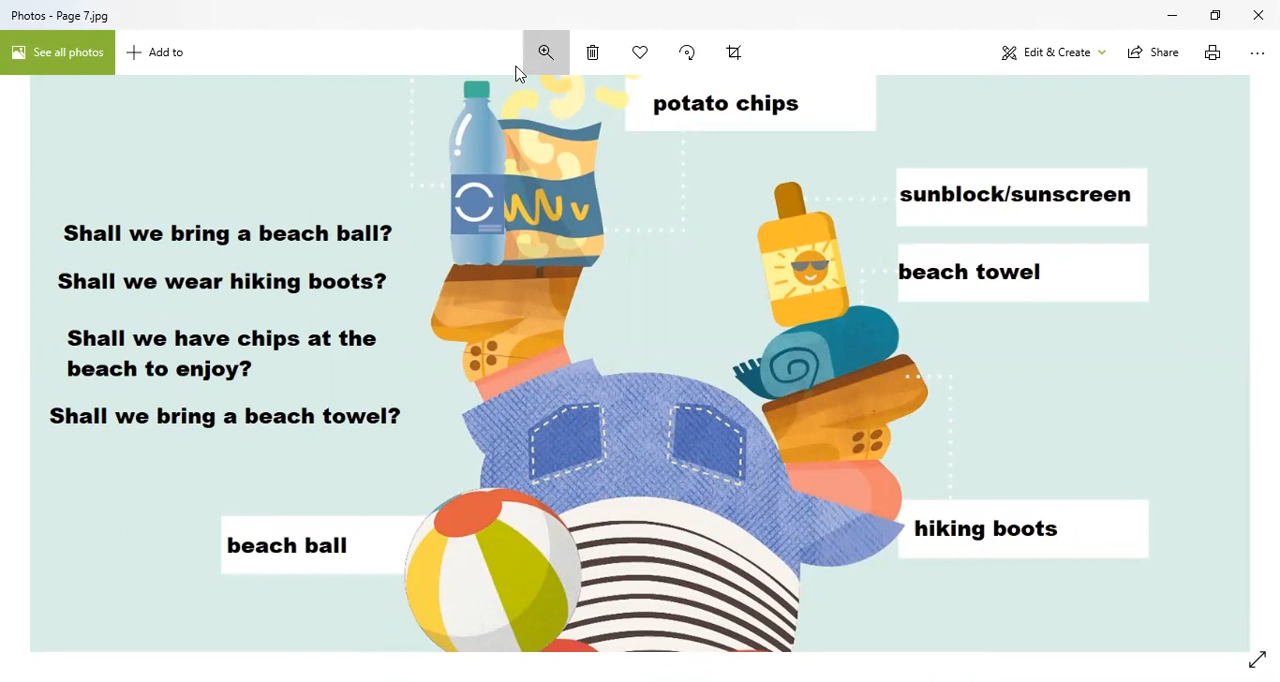 Photos - Page 7.jpg
See all photos
Add to
Edit & Create
Share
potato chips
sunblock/sunscreen
beach towel
Shall we bring a beach ball?
Shall we wear hiking boots?
Shall we have chips at the
beach to enjoy?
Shall we bring a beach towel?
hiking boots
beach ball